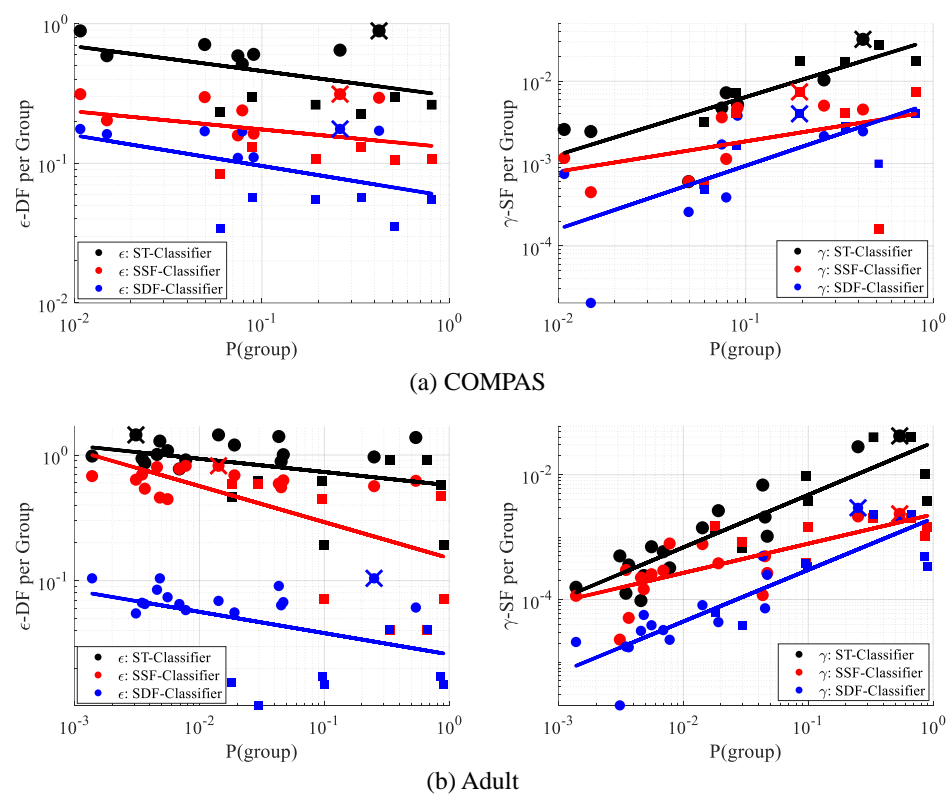 10^0
10^-1
10^-2
ϵ-DF per Group
ϵ: ST-Classifier
ϵ: SSF-Classifier
ϵ: SDF-Classifier
10^-2
10^-1
10^0
P(group)
10^-2
10^-3
10^-4
γ-SF per Group
γ: ST-Classifier
γ: SSF-Classifier
γ: SDF-Classifier
10^-2
10^-1
10^0
P(group)
(a) COMPAS
10^0
10^-1
ϵ-DF per Group
ϵ: ST-Classifier
ϵ: SSF-Classifier
ϵ: SDF-Classifier
10^-3
10^-2
10^-1
10^0
P(group)
10^-2
10^-4
γ-SF per Group
γ: ST-Classifier
γ: SSF-Classifier
γ: SDF-Classifier
10^-3
10^-2
10^-1
10^0
P(group)
(b) Adult